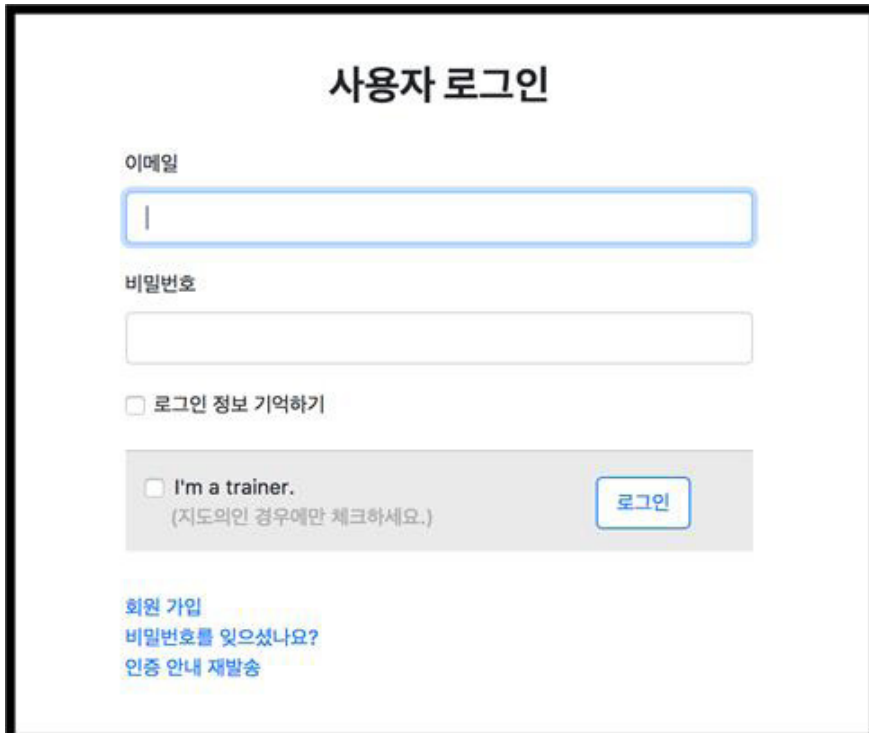 사용자 로그인
이메일
비밀번호
로그인 정보 기억하기
I'm a trainer.
(지도의인 경우에만 체크하세요.)
로그인
회원 가입
비밀번호를 잊으셨나요?
인증 안내 재발송